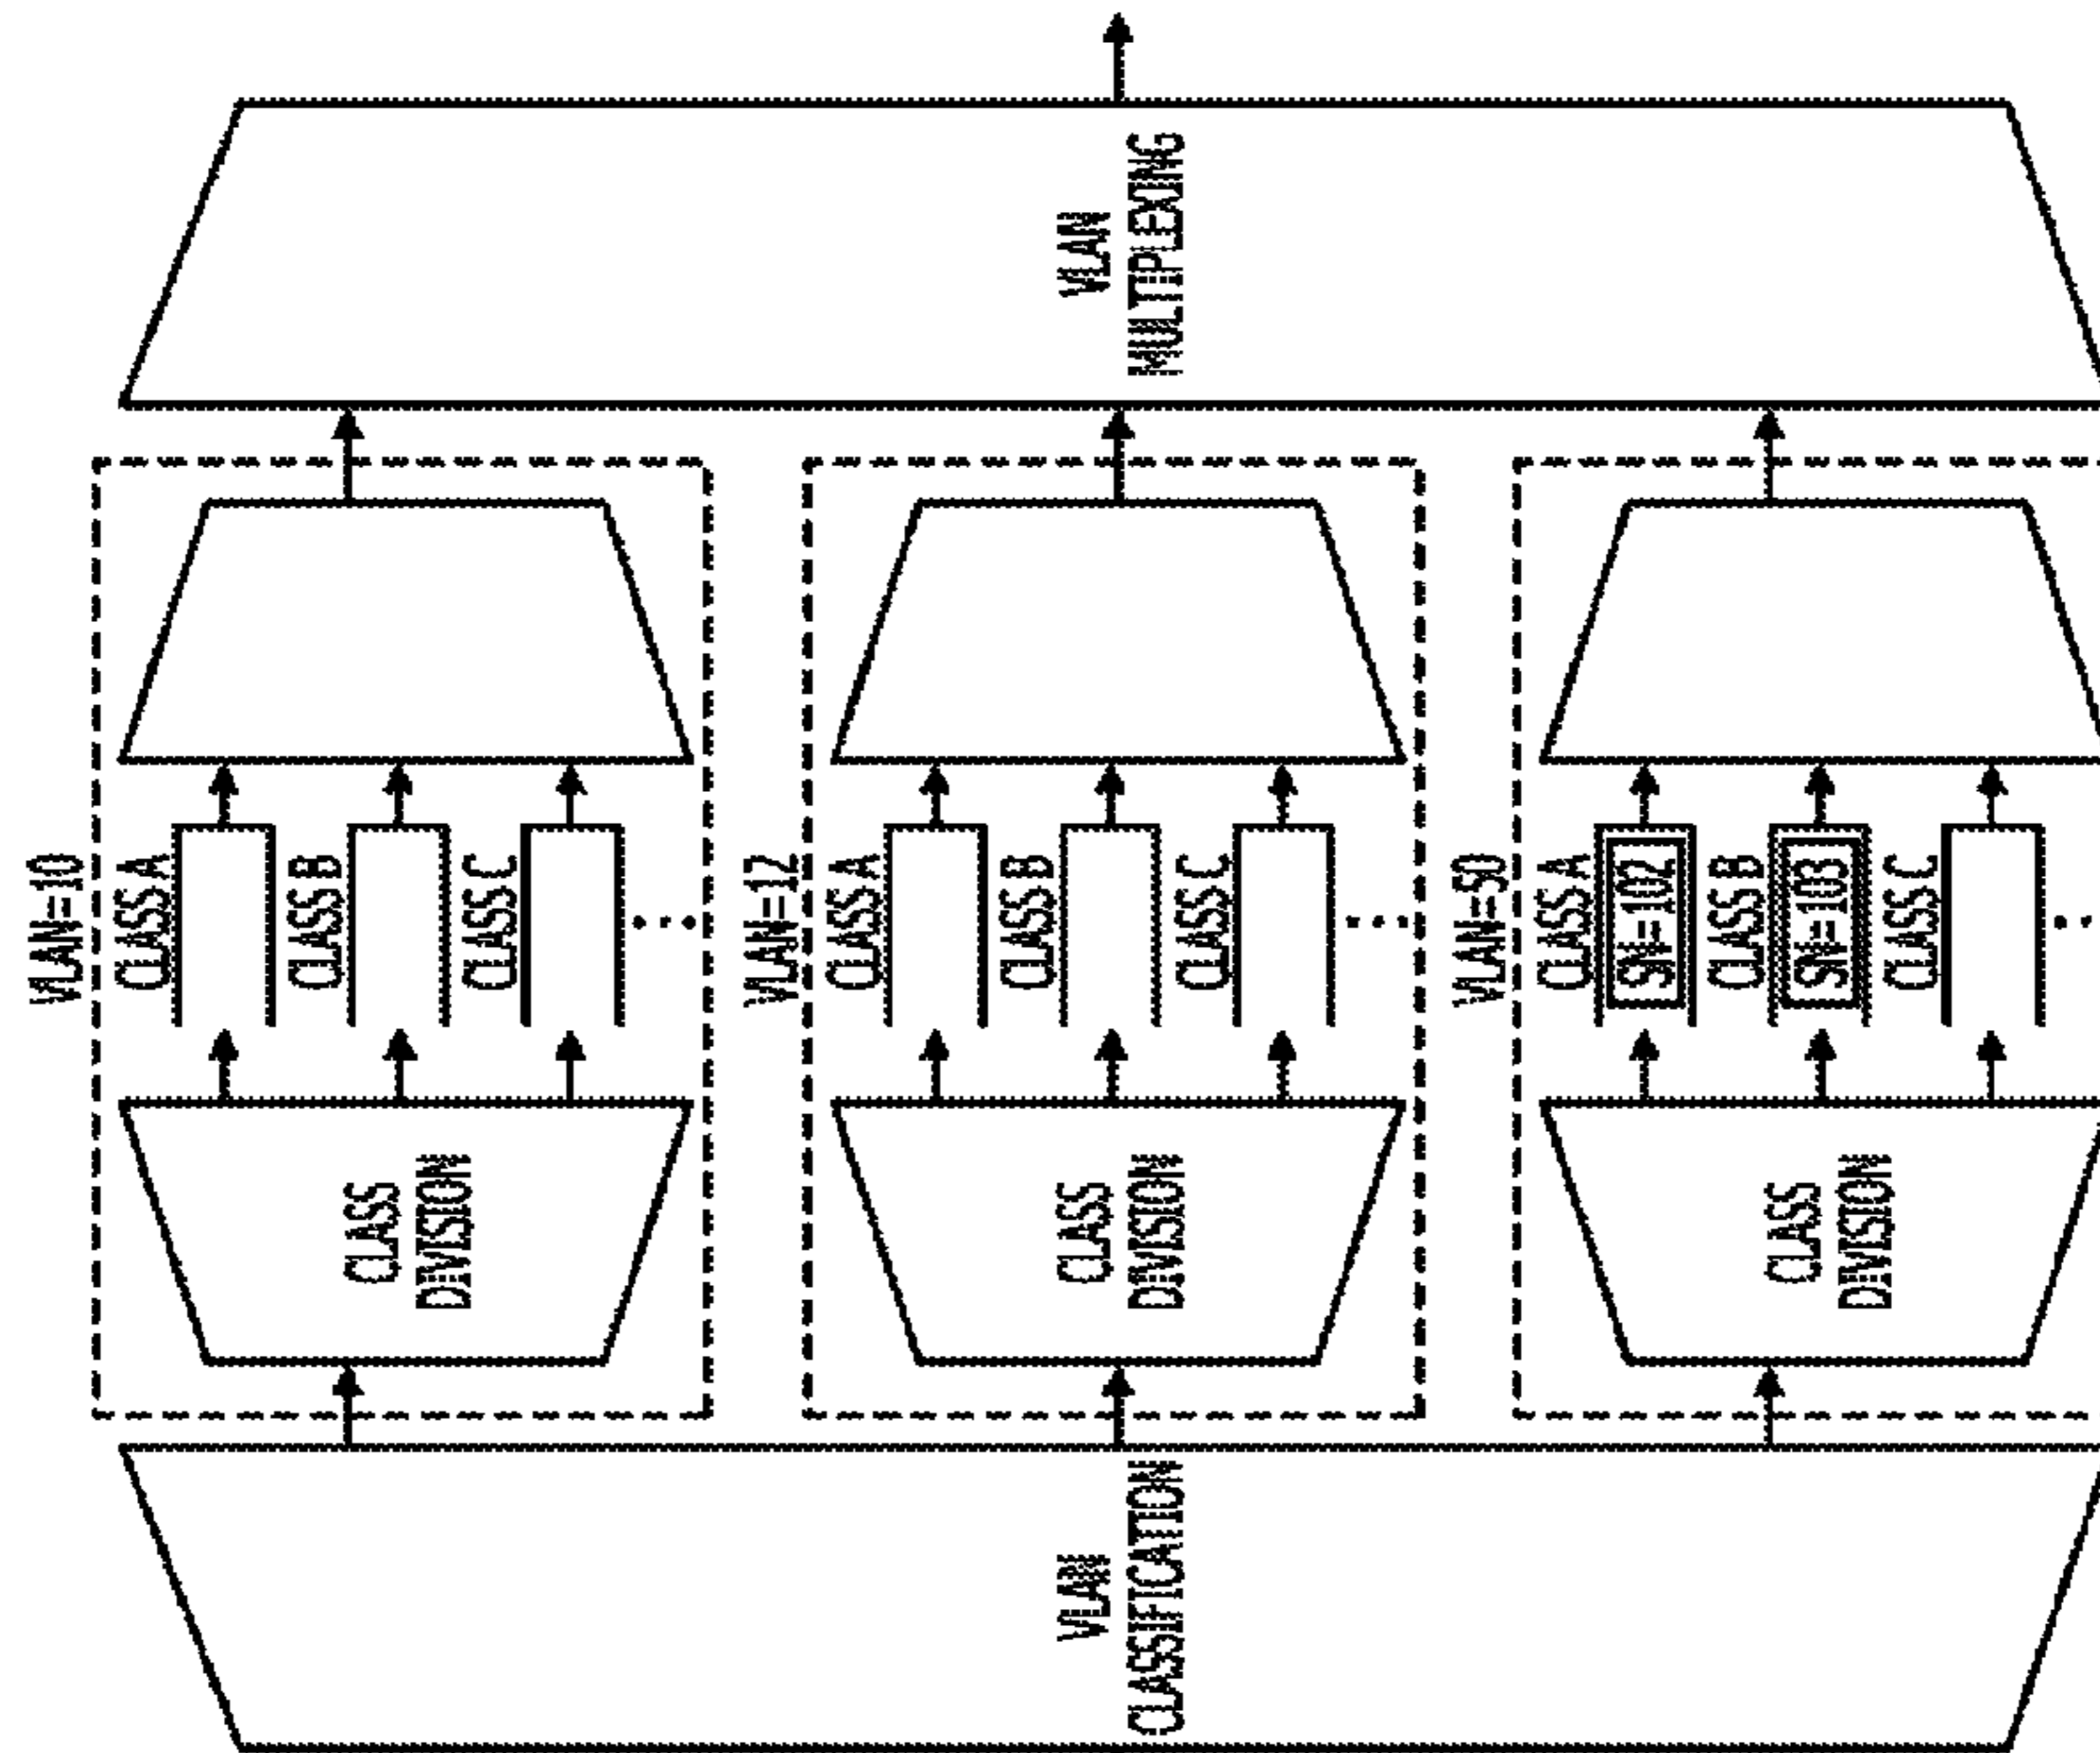 VLAN
CLASSIFICATION
VLAN=10
CLASS
DIVISION
CLASS A
CLASS B
CLASS C
VLAN=12
CLASS
DIVISION
CLASS A
CLASS B
CLASS C
VLAN=50
CLASS
DIVISION
CLASS A
SN=102
CLASS B
SN=103
CLASS C
VLAN
MULTIPLEXING